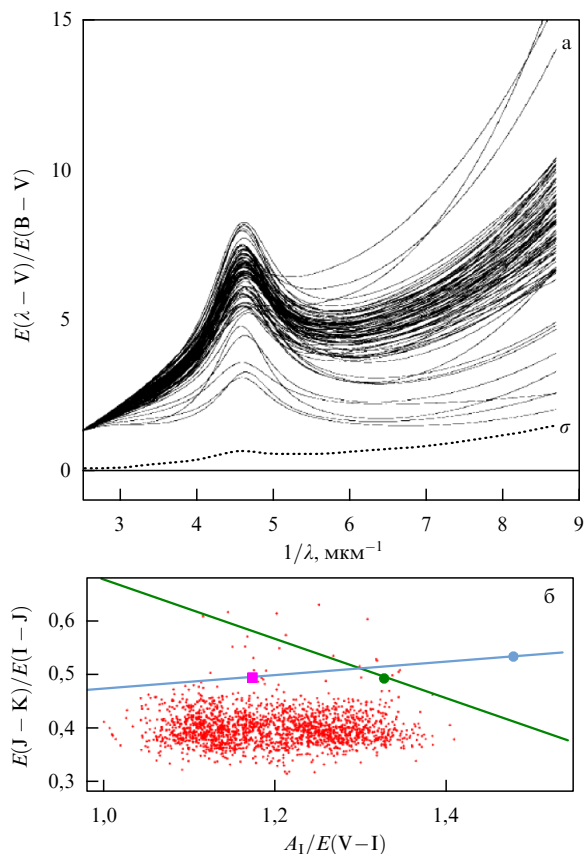 15
а
10
E(λ − V)/E(B − V)
5
σ
0
3 4 5 6 7 8 9
1/λ, мкм⁻¹
б
0,6
E(J − K)/E(I − J)
0,5
0,4
0,3
1,0 1,2 1,4
A_I/E(V − I)